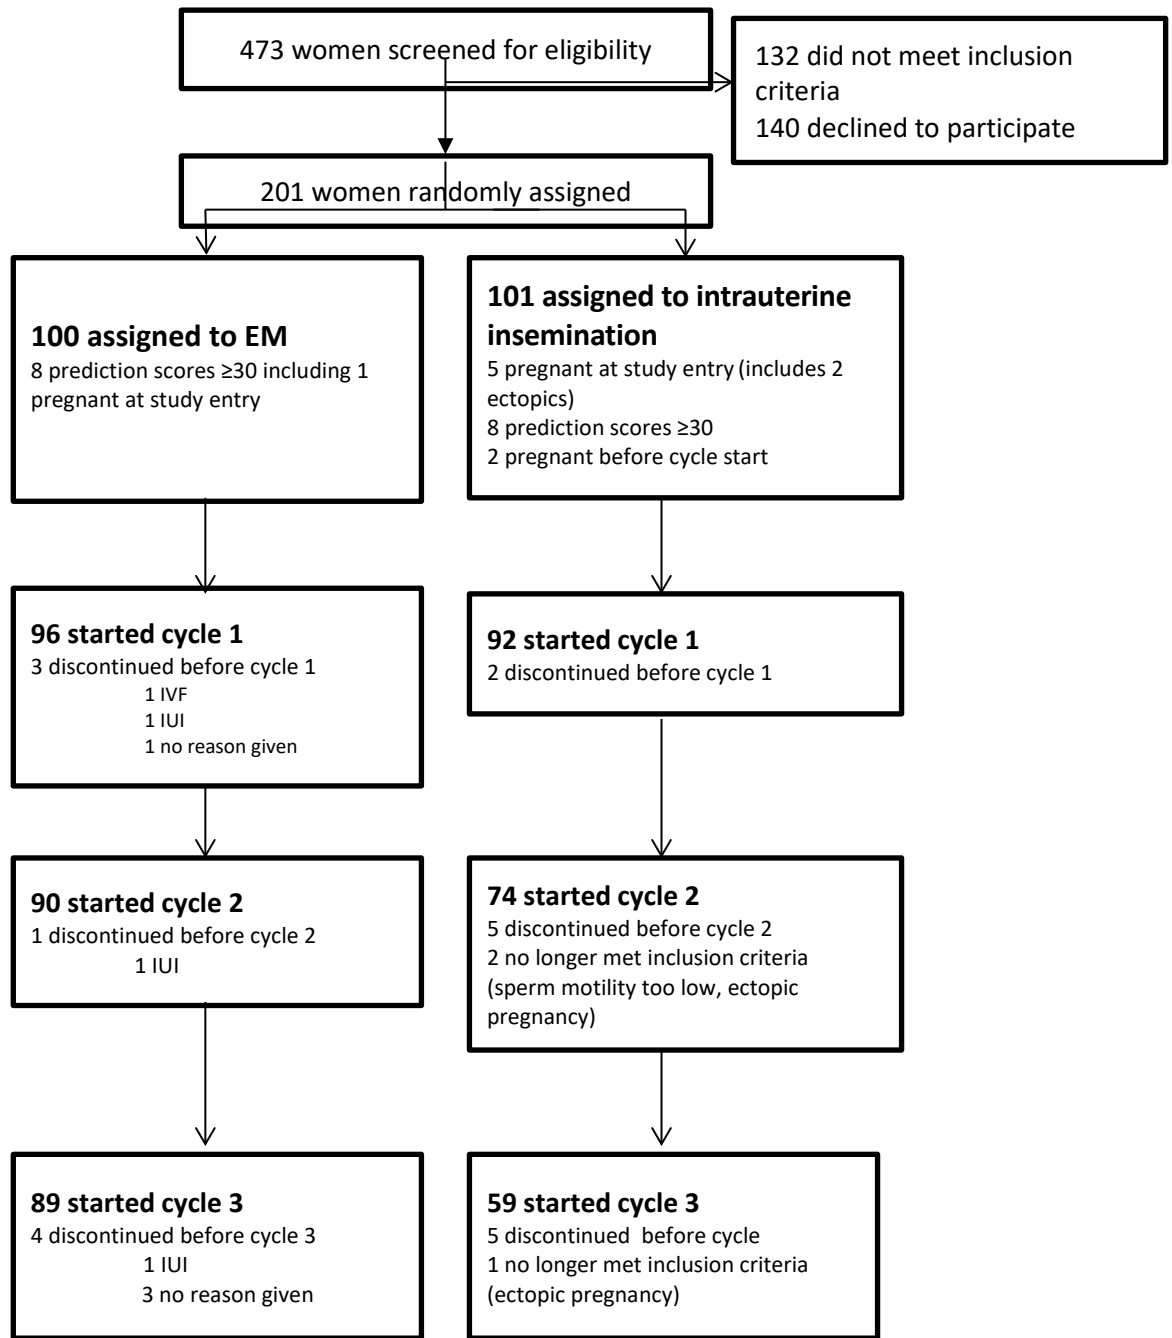 473 women screened for eligibility
132 did not meet inclusion
criteria
140 declined to participate
201 women randomly assigned
100 assigned to EM
8 prediction scores ≥30 including 1
pregnant at study entry
101 assigned to intrauterine
insemination
5 pregnant at study entry (includes 2
ectopics)
8 prediction scores ≥30
2 pregnant before cycle start
96 started cycle 1
3 discontinued before cycle 1
1 IVF
1 IUI
1 no reason given
92 started cycle 1
2 discontinued before cycle 1
90 started cycle 2
1 discontinued before cycle 2
1 IUI
74 started cycle 2
5 discontinued before cycle 2
2 no longer met inclusion criteria
(sperm motility too low, ectopic
pregnancy)
89 started cycle 3
4 discontinued before cycle 3
1 IUI
3 no reason given
59 started cycle 3
5 discontinued before cycle
1 no longer met inclusion criteria
(ectopic pregnancy)